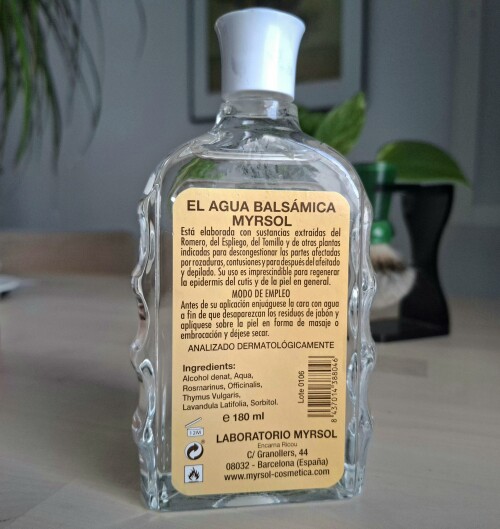 EL AGUA BALSÁMICA
MYRSOL
Está elaborada con sustancias extraídas del
Romero, del Espliego, del Tomillo y de otras plantas
indicadas para descongestionar las partes afectadas
por rozaduras, contusiones y para después del afeitado
y depilado. Su uso es imprescindible para regenerar
la epidermis del cutis y de la piel en general.
MODO DE EMPLEO
Antes de su aplicación enjuáguese la cara con agua
a fin de que desaparezcan los residuos de jabón y
aplíquese sobre la piel en forma de masaje o
embrocación y déjese secar.
ANALIZADO DERMATOLÓGICAMENTE
Ingredients:
Alcohol denat, Aqua,
Rosmarinus, Officinalis,
Thymus Vulgaris,
Lavandula Latifolia, Sorbitol.
℮ 180 ml
Lote 0106
8 437014 388046
12M
LABORATORIO MYRSOL
Encarna Ricou
C/ Granollers, 44
08032 - Barcelona (España)
www.myrsol-cosmetica.com